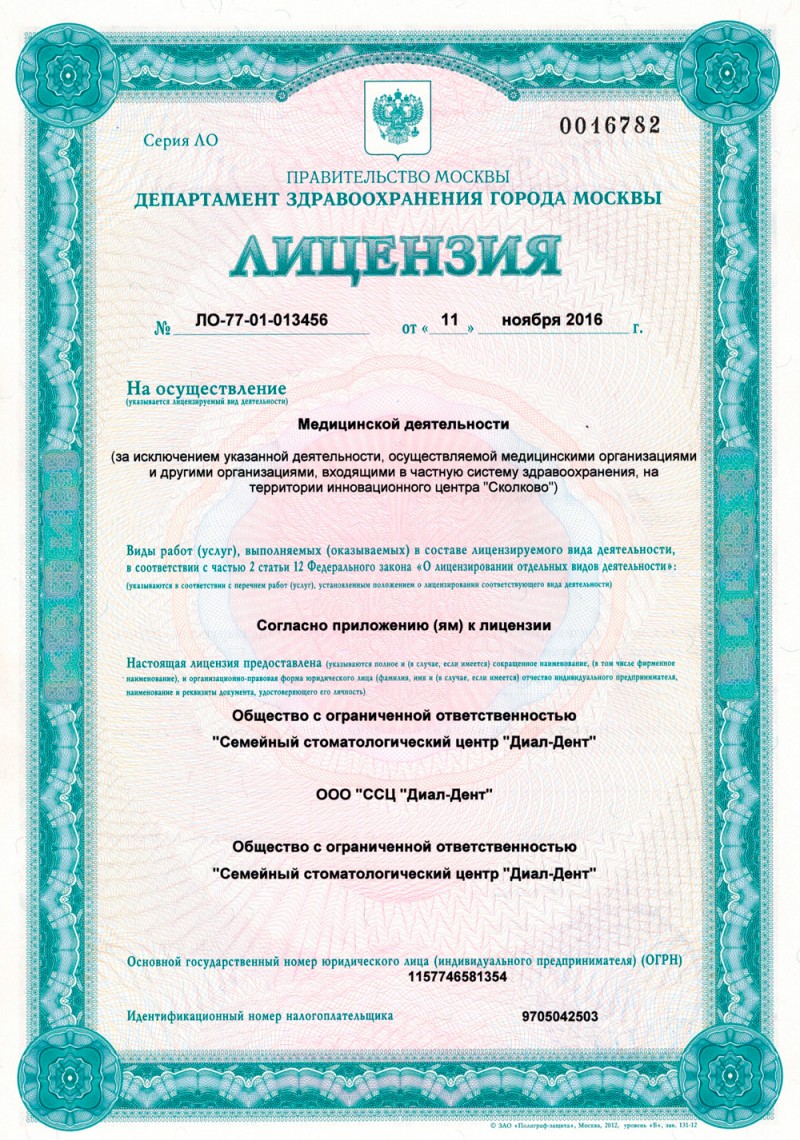 Серия ЛО
0016782
ПРАВИТЕЛЬСТВО МОСКВЫ
ДЕПАРТАМЕНТ ЗДРАВООХРАНЕНИЯ ГОРОДА МОСКВЫ
ЛИЦЕНЗИЯ
№ ЛО-77-01-013456 от « 11 » ноября 2016 г.
На осуществление
(указывается лицензируемый вид деятельности)
Медицинской деятельности
(за исключением указанной деятельности, осуществляемой медицинскими организациями
и другими организациями, входящими в частную систему здравоохранения, на
территории инновационного центра "Сколково")
Виды работ (услуг), выполняемых (оказываемых) в составе лицензируемого вида деятельности,
в соответствии с частью 2 статьи 12 Федерального закона «О лицензировании отдельных видов деятельности»:
(указываются в соответствии с перечнем работ (услуг), установленным положением о лицензировании соответствующего вида деятельности)
Согласно приложению (ям) к лицензии
Настоящая лицензия предоставлена (указываются полное и (в случае, если имеется) сокращенное наименование, (в том числе фирменное
наименование), и организационно-правовая форма юридического лица (фамилия, имя и (в случае, если имеется) отчество индивидуального предпринимателя,
наименование и реквизиты документа, удостоверяющего его личность)
Общество с ограниченной ответственностью
"Семейный стоматологический центр "Диал-Дент"
ООО "ССЦ "Диал-Дент"
Общество с ограниченной ответственностью
"Семейный стоматологический центр "Диал-Дент"
Основной государственный номер юридического лица (индивидуального предпринимателя) (ОГРН)
1157746581354
Идентификационный номер налогоплательщика 9705042503
© ЗАО «Полиграф-защита», Москва, 2012, уровень «В», зак. 131-12